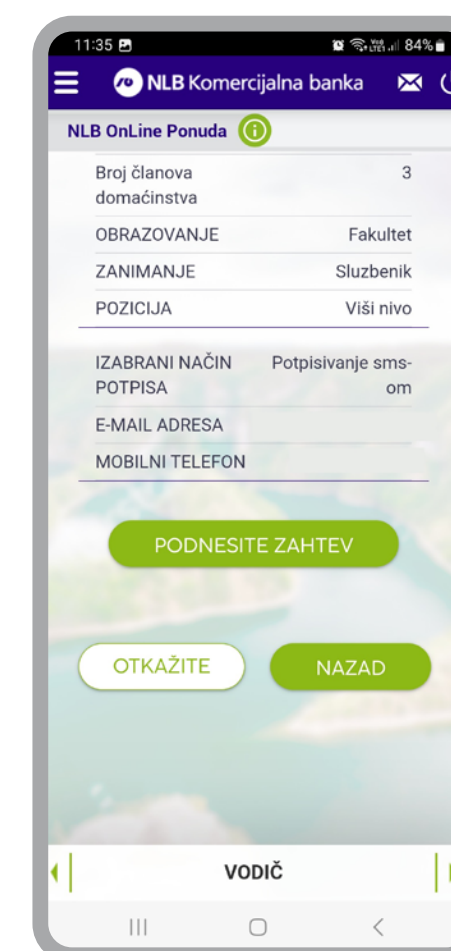 11:35 84%
NLB Komercijalna banka
NLB OnLine Ponuda
Broj članova 3
domaćinstva
OBRAZOVANJE Fakultet
ZANIMANJE Sluzbenik
POZICIJA Viši nivo
IZABRANI NAČIN Potpisivanje sms-
POTPISA om
E-MAIL ADRESA
MOBILNI TELEFON
PODNESITE ZAHTEV
OTKAŽITE NAZAD
VODIČ